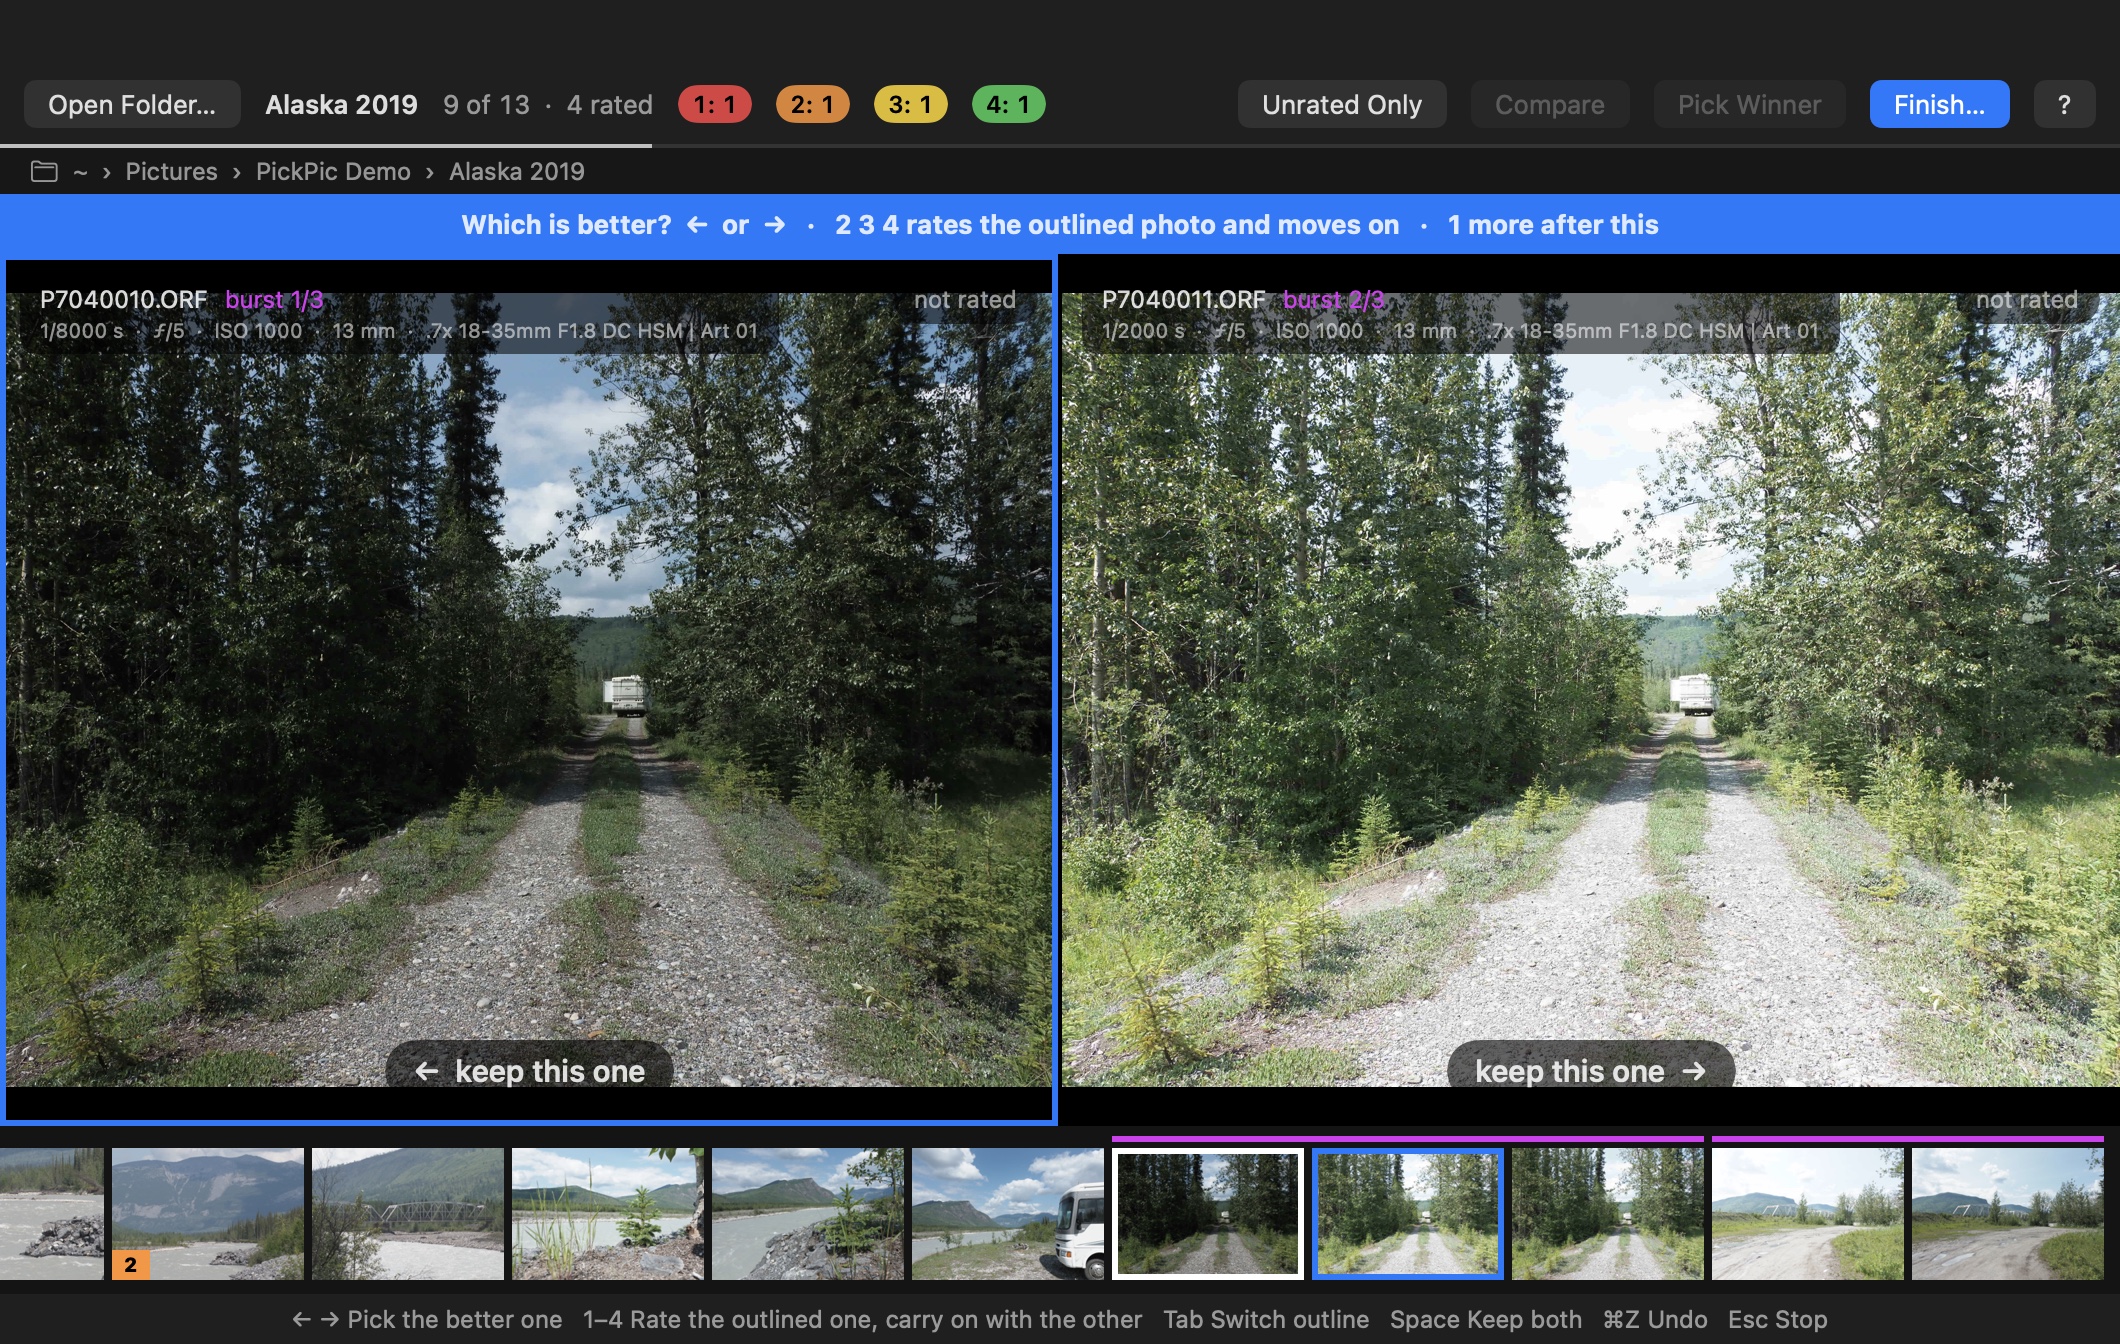 Open Folder... Alaska 2019 9 of 13 · 4 rated 1: 1 2: 1 3: 1 4: 1 Unrated Only Compare Pick Winner Finish... ?
~ › Pictures › PickPic Demo › Alaska 2019
Which is better? ← or → · 2 3 4 rates the outlined photo and moves on · 1 more after this
P7040010.ORF burst 1/3 not rated
1/8000 s · ƒ/5 · ISO 1000 · 13 mm · .7x 18-35mm F1.8 DC HSM | Art 01
← keep this one
P7040011.ORF burst 2/3 not rated
1/2000 s · ƒ/5 · ISO 1000 · 13 mm · .7x 18-35mm F1.8 DC HSM | Art 01
keep this one →
2
← → Pick the better one 1–4 Rate the outlined one, carry on with the other Tab Switch outline Space Keep both ⌘Z Undo Esc Stop